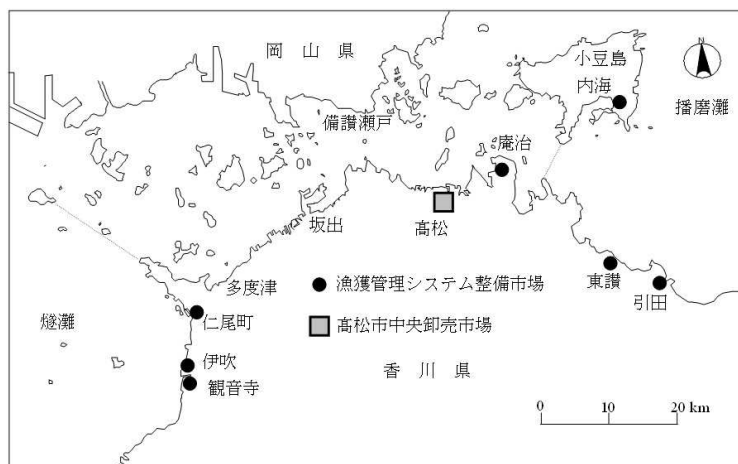 岡 山 県
N
小豆島
内海
播磨灘
備讃瀬戸
庵治
坂出
高松
東讃
引田
多度津
● 漁獲管理システム整備市場
仁尾町
燧灘
高松市中央卸売市場
伊吹
観音寺
香 川 県
0 10 20 km